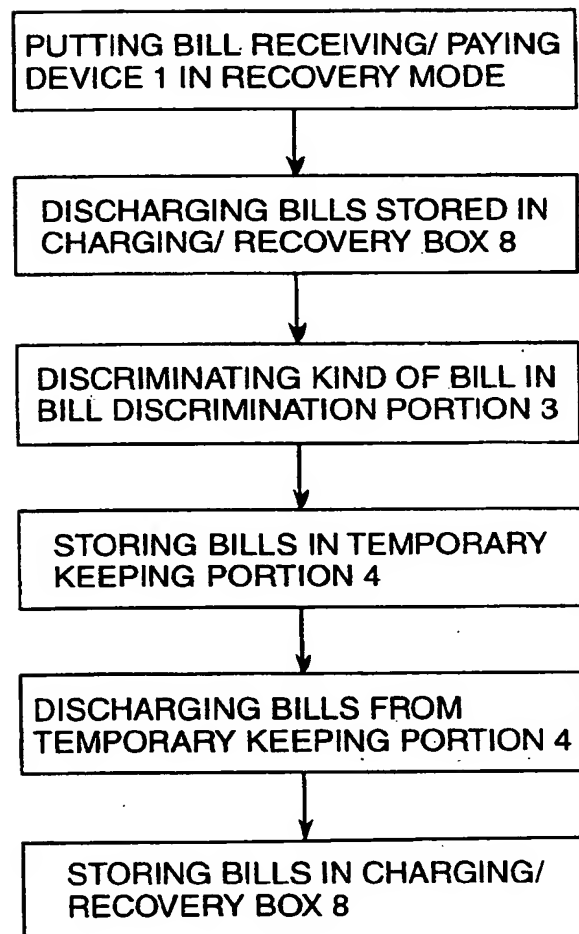 PUTTING BILL RECEIVING/ PAYING
DEVICE 1 IN RECOVERY MODE
DISCHARGING BILLS STORED IN
CHARGING/ RECOVERY BOX 8
DISCRIMINATING KIND OF BILL IN
BILL DISCRIMINATION PORTION 3
STORING BILLS IN TEMPORARY
KEEPING PORTION 4
DISCHARGING BILLS FROM
TEMPORARY KEEPING PORTION 4
STORING BILLS IN CHARGING/
RECOVERY BOX 8